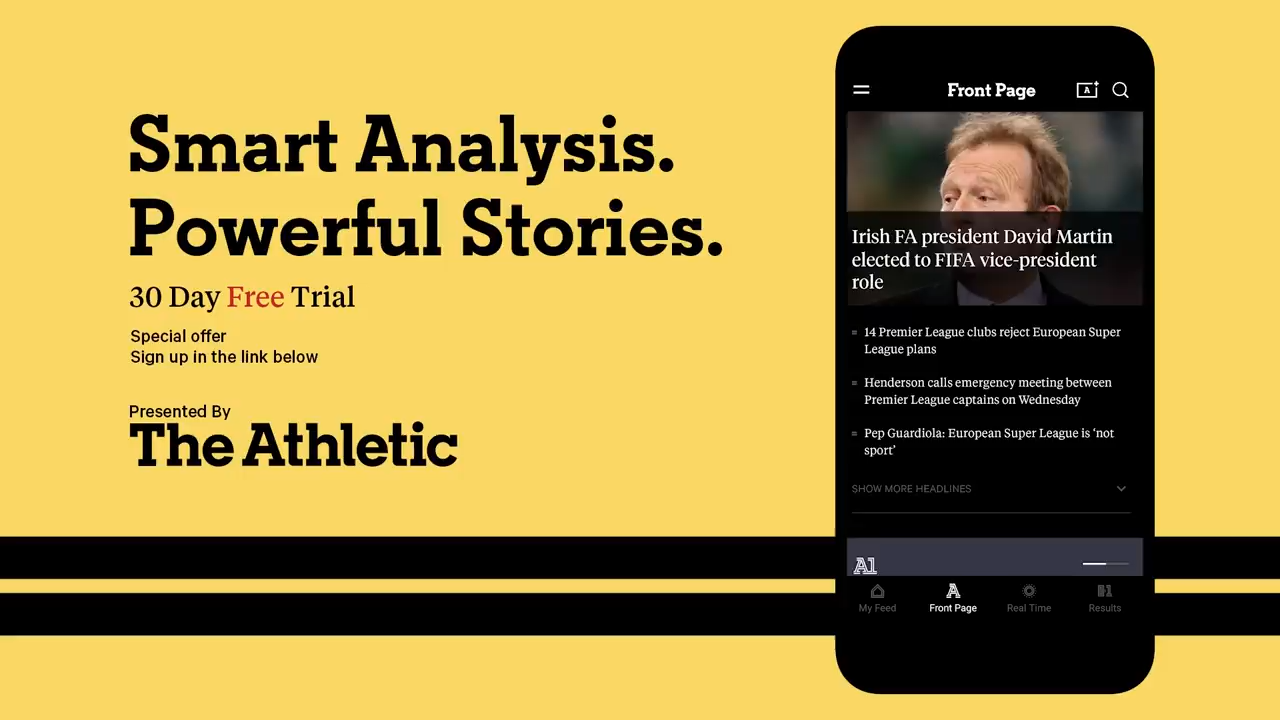 Smart Analysis.
Powerful Stories.
30 Day Free Trial
Special offer
Sign up in the link below
Presented By
The Athletic
Front Page
A
Irish FA president David Martin
elected to FIFA vice-president
role
14 Premier League clubs reject European Super
League plans
Henderson calls emergency meeting between
Premier League captains on Wednesday
Pep Guardiola: European Super League is ‘not
sport’
SHOW MORE HEADLINES
A1
My Feed
A
Front Page
Real Time
Results